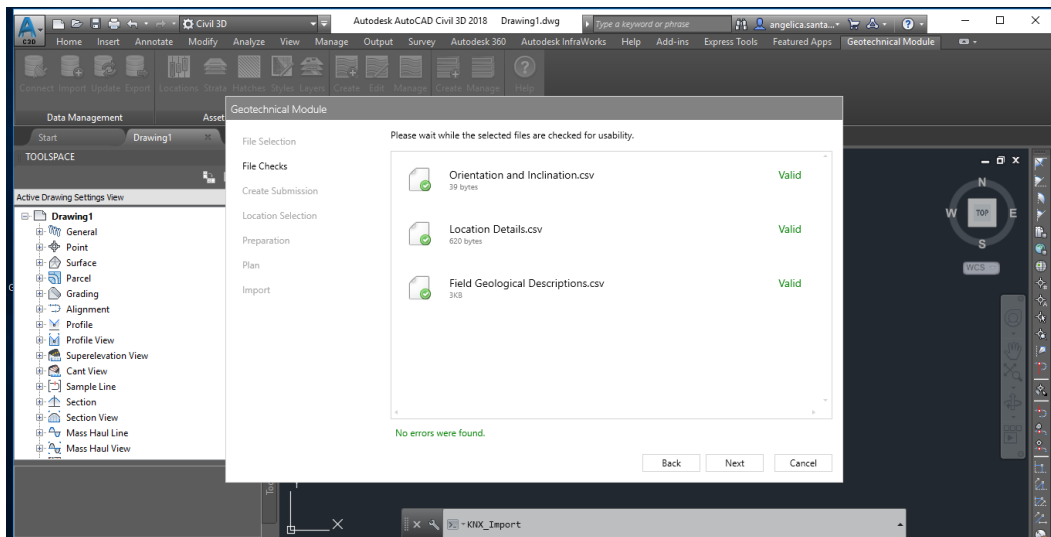 C3D
Civil 3D
Autodesk AutoCAD Civil 3D 2018 Drawing1.dwg
Type a keyword or phrase
angelica.santa...
Home Insert Annotate Modify Analyze View Manage Output Survey Autodesk 360 Autodesk InfraWorks Help Add-ins Express Tools Featured Apps Geotechnical Module
Connect Import Update Export Locations Strata Hatches Styles Layers Create Edit Manage Create Manage Help
Data Management Asset
Start Drawing1
TOOLSPACE
Active Drawing Settings View
Drawing1
General
Point
Surface
Parcel
Grading
Alignment
Profile
Profile View
Superelevation View
Cant View
Sample Line
Section
Section View
Mass Haul Line
Mass Haul View
Geotechnical Module
File Selection
File Checks
Create Submission
Location Selection
Preparation
Plan
Import
Please wait while the selected files are checked for usability.
Orientation and Inclination.csv Valid
39 bytes
Location Details.csv Valid
620 bytes
Field Geological Descriptions.csv Valid
3KB
No errors were found.
Back Next Cancel
N
W TOP E
S
WCS
Too
Y
X
KNX_Import